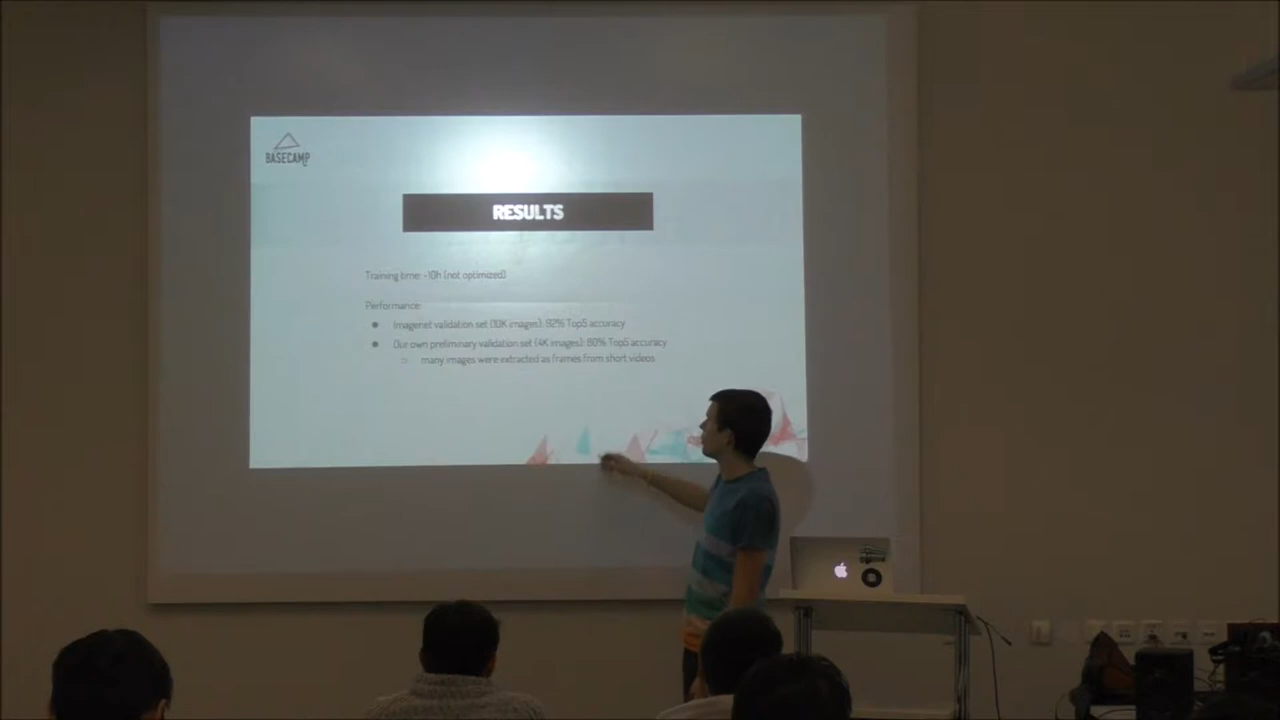 BASECAMP
RESULTS
Training time: ~10h (not optimized)
Performance:
Imagenet validation set (10K images): 92% Top5 accuracy
Our own preliminary validation set (4K images): 80% Top5 accuracy
many images were extracted as frames from short videos